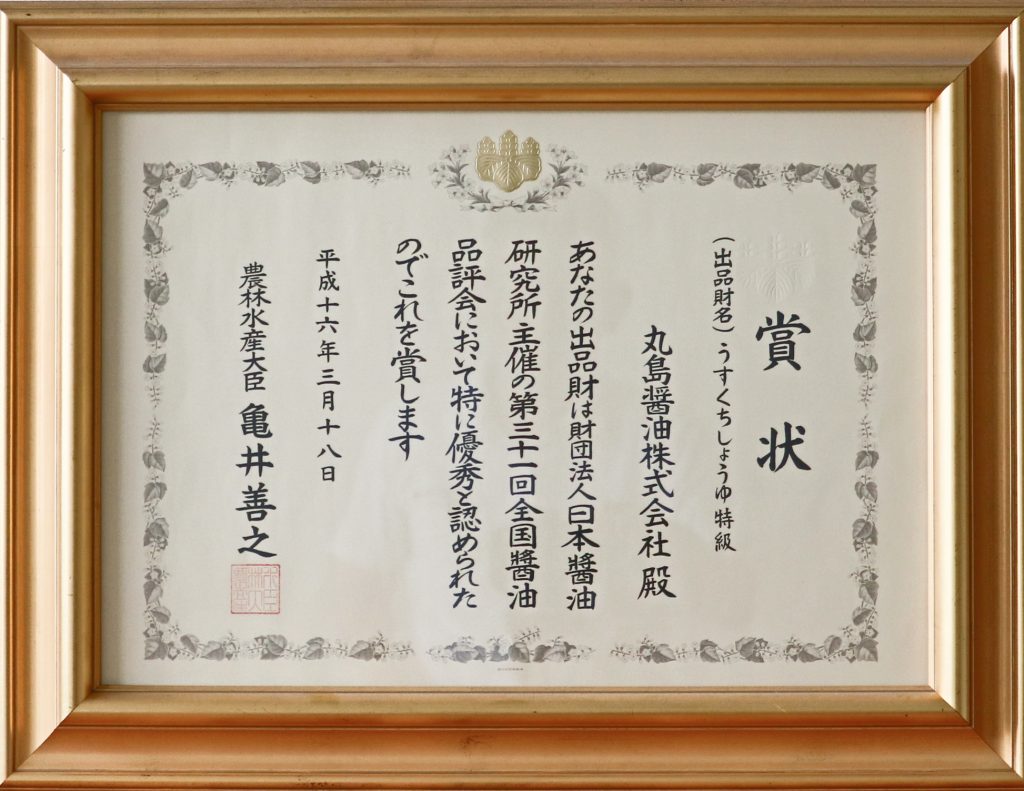 賞状
（出品財名）うすくちしょうゆ特級
丸島醤油株式会社 殿
あなたの出品財は財団法人日本醬油
研究所主催の第三十一回全国醬油
品評会において特に優秀と認められた
のでこれを賞します
平成十六年三月十八日
農林水産大臣 亀井善之